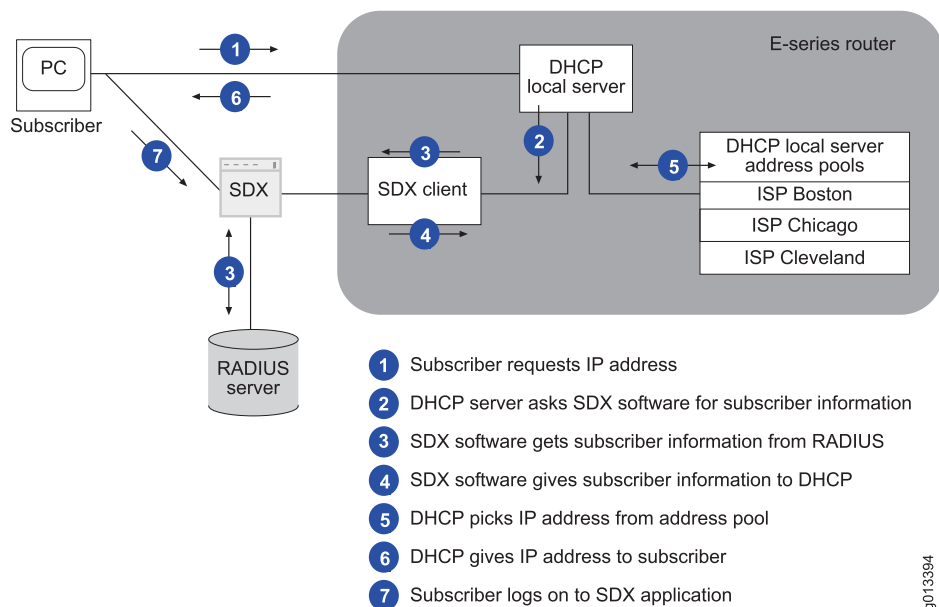 E-series router
1
PC
DHCP
local server
6
Subscriber
2
7
3
DHCP local server
address pools
5
SDX
SDX client
ISP Boston
ISP Chicago
4
ISP Cleveland
3
RADIUS
server
1 Subscriber requests IP address
2 DHCP server asks SDX software for subscriber information
3 SDX software gets subscriber information from RADIUS
4 SDX software gives subscriber information to DHCP
5 DHCP picks IP address from address pool
6 DHCP gives IP address to subscriber
7 Subscriber logs on to SDX application
g013394